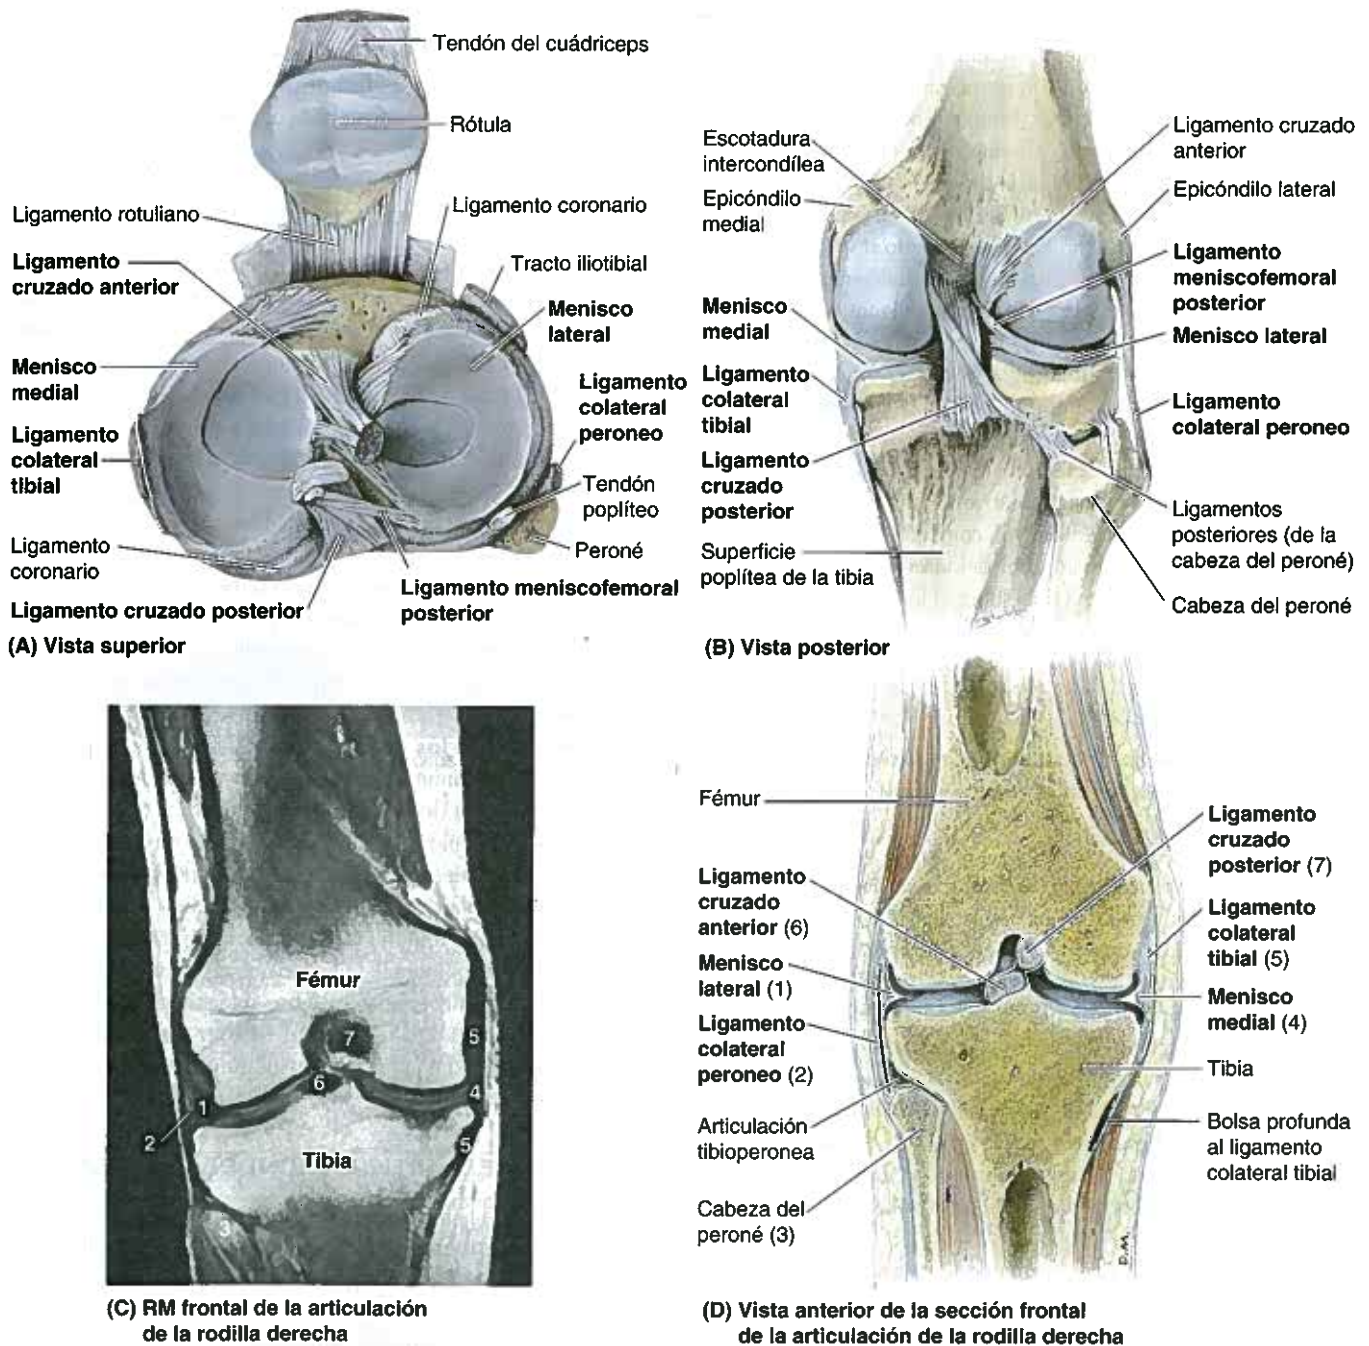 Tendón del cuádriceps
Rótula
Ligamento rotuliano
Ligamento coronario
Ligamento
cruzado anterior
Tracto iliotibial
Menisco
lateral
Menisco
medial
Ligamento
colateral
peroneo
Ligamento
colateral
tibial
Tendón
poplíteo
Ligamento
coronario
Peroné
Ligamento meniscofemoral
posterior
Ligamento cruzado posterior
(A) Vista superior
Escotadura
intercondílea
Ligamento cruzado
anterior
Epicóndilo
medial
Epicóndilo lateral
Ligamento
meniscofemoral
posterior
Menisco
medial
Menisco lateral
Ligamento
colateral
tibial
Ligamento
colateral peroneo
Ligamento
cruzado
posterior
Ligamentos
posteriores (de la
cabeza del peroné)
Superficie
poplítea de la tibia
Cabeza del peroné
(B) Vista posterior
Fémur
7
5
6
4
1
2
5
Tibia
3
(C) RM frontal de la articulación
de la rodilla derecha
Fémur
Ligamento
cruzado
posterior (7)
Ligamento
cruzado
anterior (6)
Ligamento
colateral
tibial (5)
Menisco
lateral (1)
Menisco
medial (4)
Ligamento
colateral
peroneo (2)
Tibia
Articulación
tibioperonea
Bolsa profunda
al ligamento
colateral tibial
Cabeza del
peroné (3)
D.M.
(D) Vista anterior de la sección frontal
de la articulación de la rodilla derecha